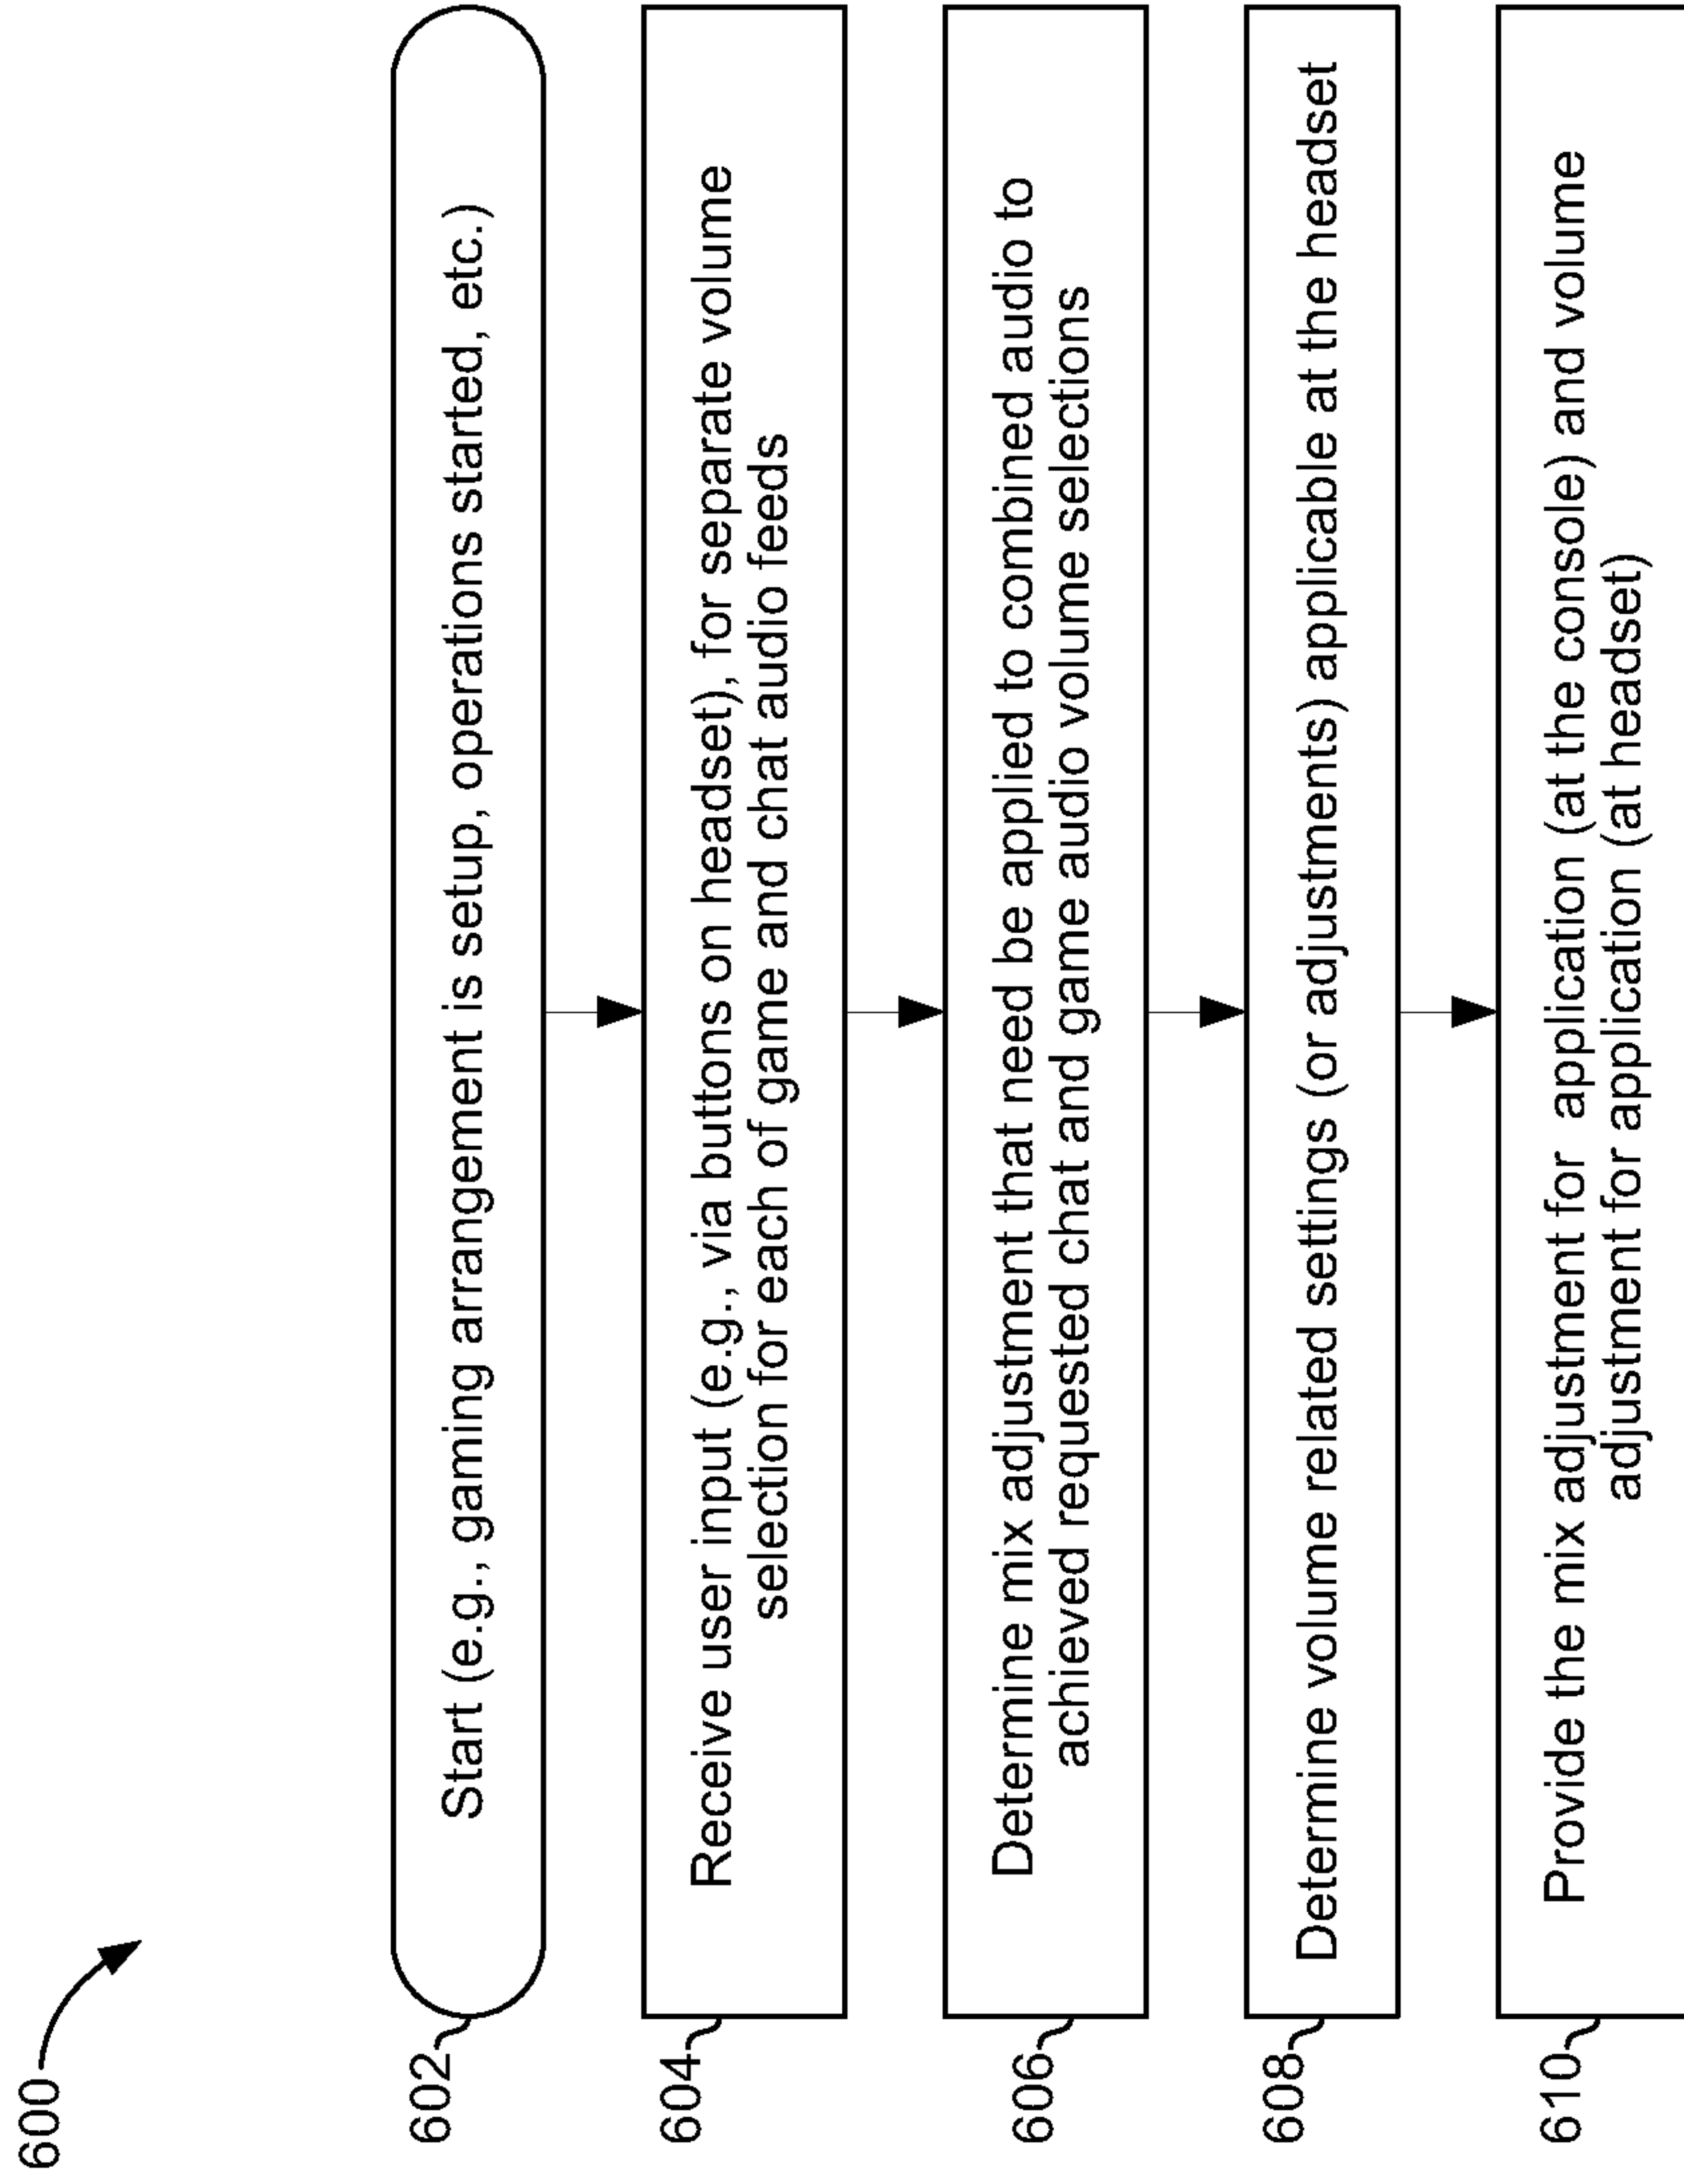 600
602
Start (e.g., gaming arrangement is setup, operations started, etc.)
604
Receive user input (e.g., via buttons on headset), for separate volume
selection for each of game and chat audio feeds
606
Determine mix adjustment that need be applied to combined audio to
achieved requested chat and game audio volume selections
608
Determine volume related settings (or adjustments) applicable at the headset
610
Provide the mix adjustment for application (at the console) and volume
adjustment for application (at headset)